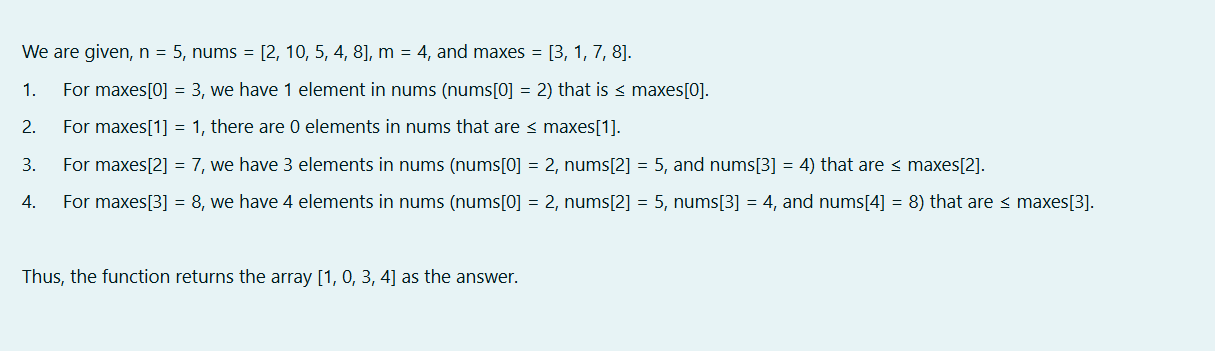 We are given, n = 5, nums = [2, 10, 5, 4, 8], m = 4, and maxes = [3, 1, 7, 8].
1. For maxes[0] = 3, we have 1 element in nums (nums[0] = 2) that is ≤ maxes[0].
2. For maxes[1] = 1, there are 0 elements in nums that are ≤ maxes[1].
3. For maxes[2] = 7, we have 3 elements in nums (nums[0] = 2, nums[2] = 5, and nums[3] = 4) that are ≤ maxes[2].
4. For maxes[3] = 8, we have 4 elements in nums (nums[0] = 2, nums[2] = 5, nums[3] = 4, and nums[4] = 8) that are ≤ maxes[3].
Thus, the function returns the array [1, 0, 3, 4] as the answer.